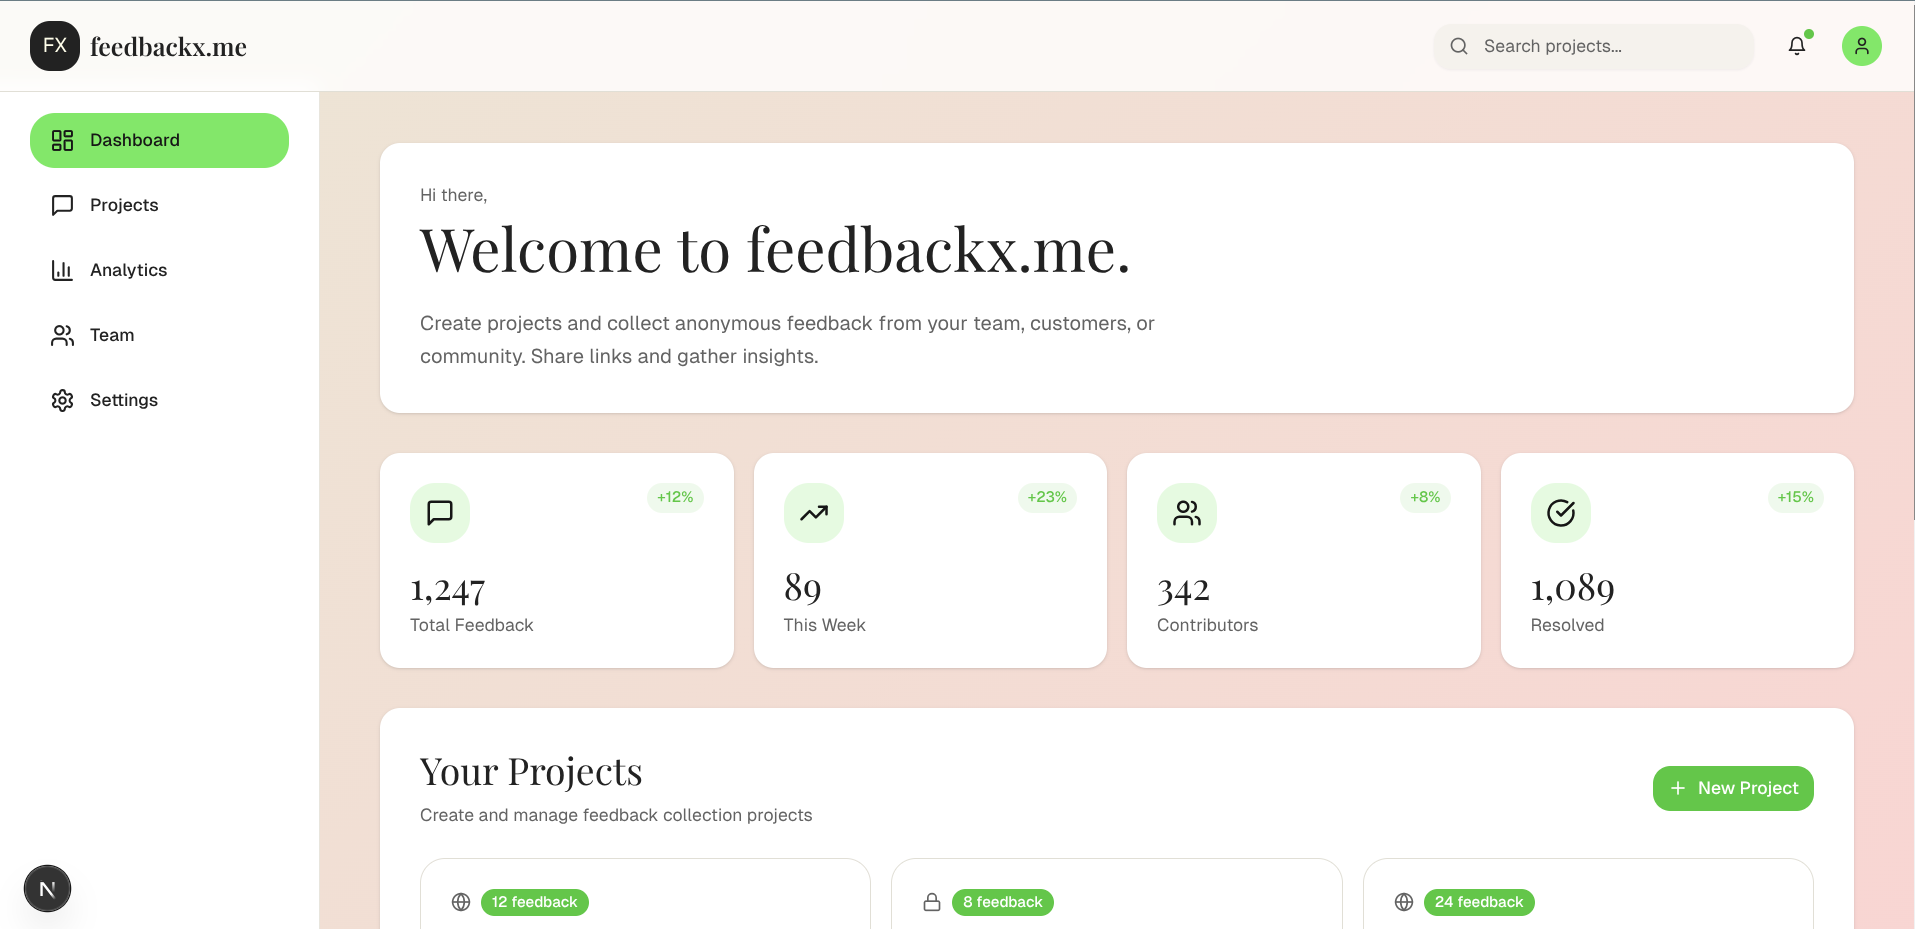 FX feedbackx.me
Search projects...
Dashboard
Projects
Analytics
Team
Settings
Hi there,
Welcome to feedbackx.me.
Create projects and collect anonymous feedback from your team, customers, or
community. Share links and gather insights.
+12%
1,247
Total Feedback
+23%
89
This Week
+8%
342
Contributors
+15%
1,089
Resolved
Your Projects
Create and manage feedback collection projects
New Project
12 feedback
8 feedback
24 feedback
N